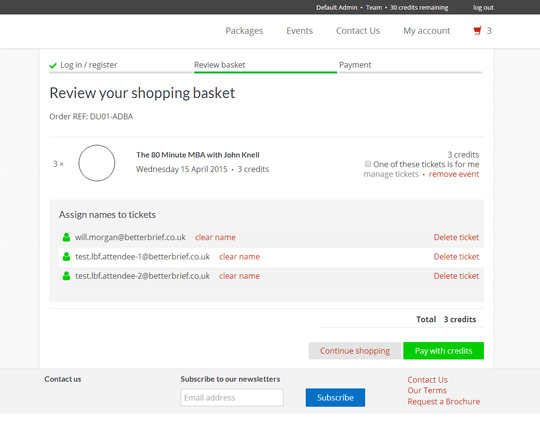 Default Admin • Team • 30 credits remaining log out
Packages Events Contact Us My account 3
Log in / register Review basket Payment
Review your shopping basket
Order REF: DU01-ADBA
3 × The 80 Minute MBA with John Knell 3 credits
Wednesday 15 April 2015 • 3 credits One of these tickets is for me
manage tickets • remove event
Assign names to tickets
will.morgan@betterbrief.co.uk clear name Delete ticket
test.lbf.attendee-1@betterbrief.co.uk clear name Delete ticket
test.lbf.attendee-2@betterbrief.co.uk clear name Delete ticket
Total 3 credits
Continue shopping Pay with credits
Contact us Subscribe to our newsletters Contact Us
Email address Subscribe Our Terms
Request a Brochure